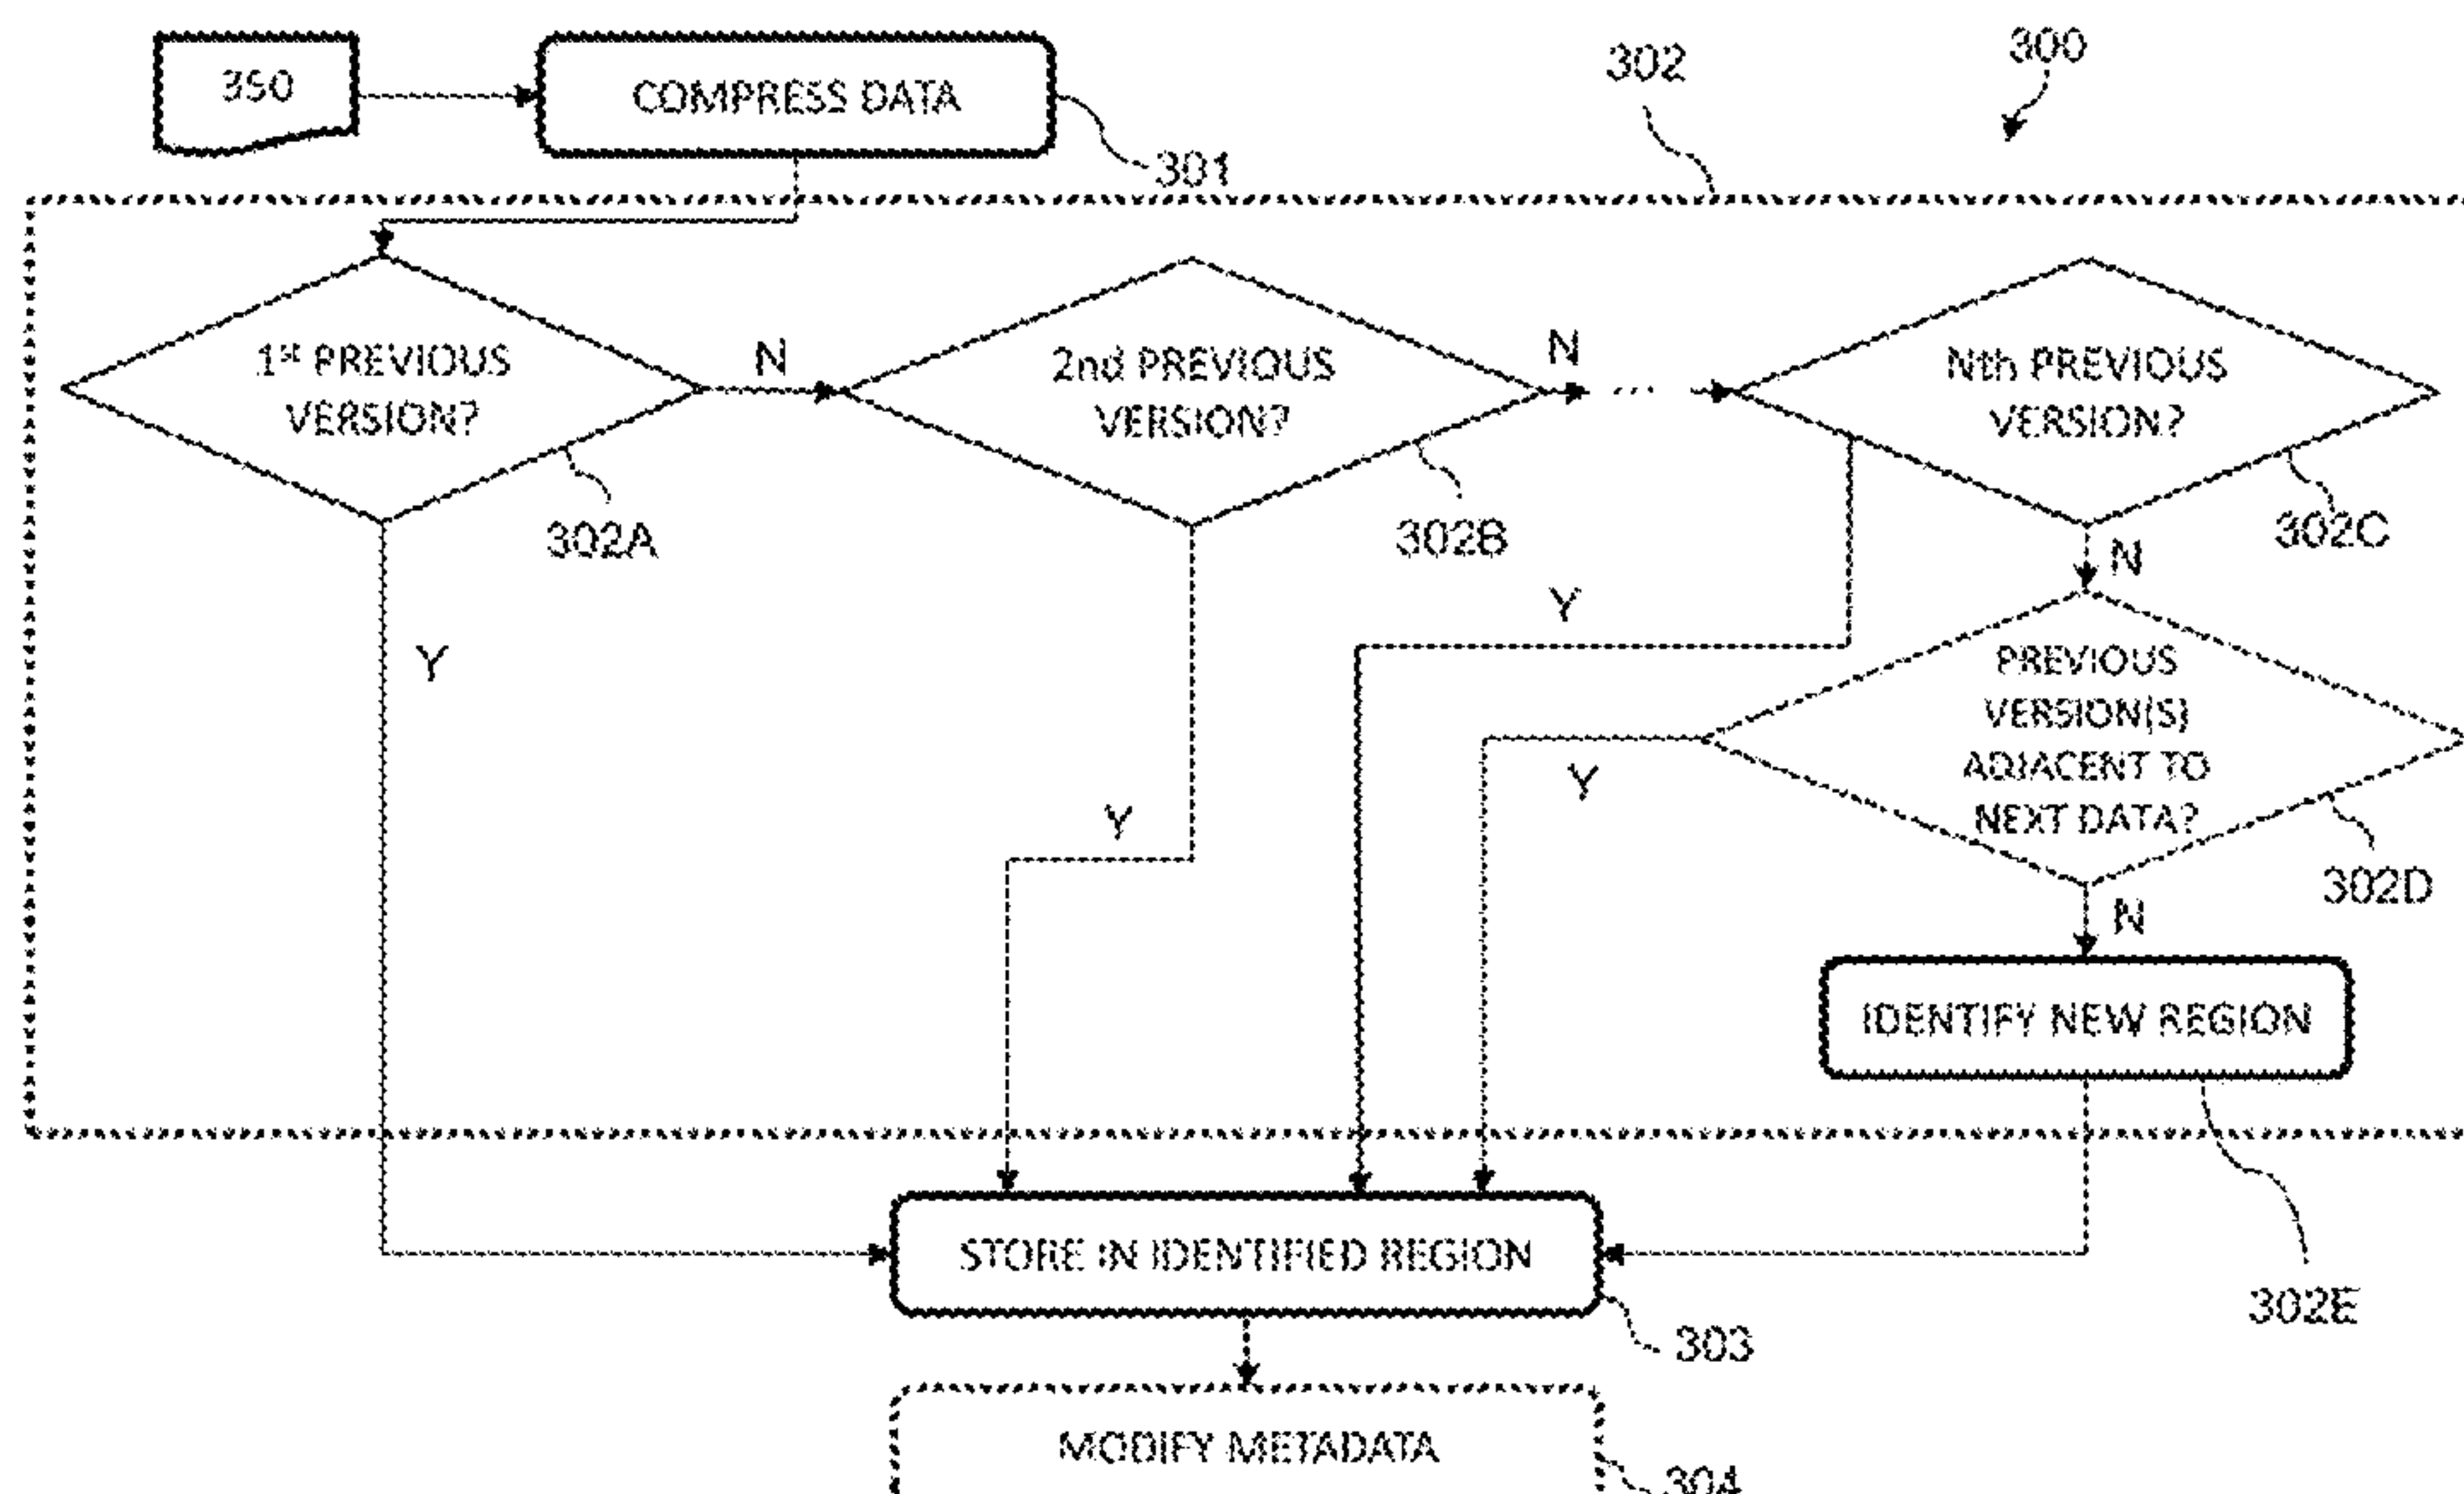 350
COMPRESS DATA
301
302
300
1st PREVIOUS
VERSION?
N
2nd PREVIOUS
VERSION?
N
...
Nth PREVIOUS
VERSION?
302A
302B
302C
N
Y
Y
PREVIOUS
VERSION(S)
ADJACENT TO
NEXT DATA?
Y
Y
302D
N
IDENTIFY NEW REGION
STORE IN IDENTIFIED REGION
302E
303
MODIFY METADATA
304